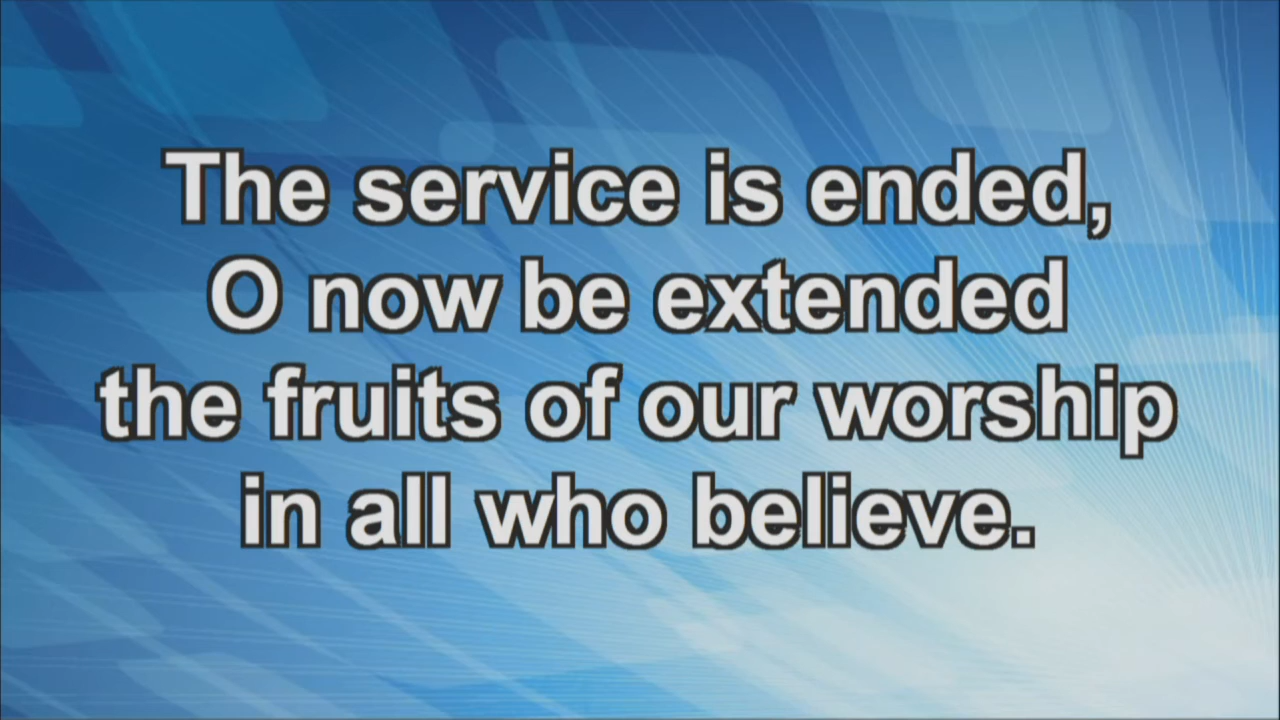 The service is ended,
O now be extended
the fruits of our worship
in all who believe.